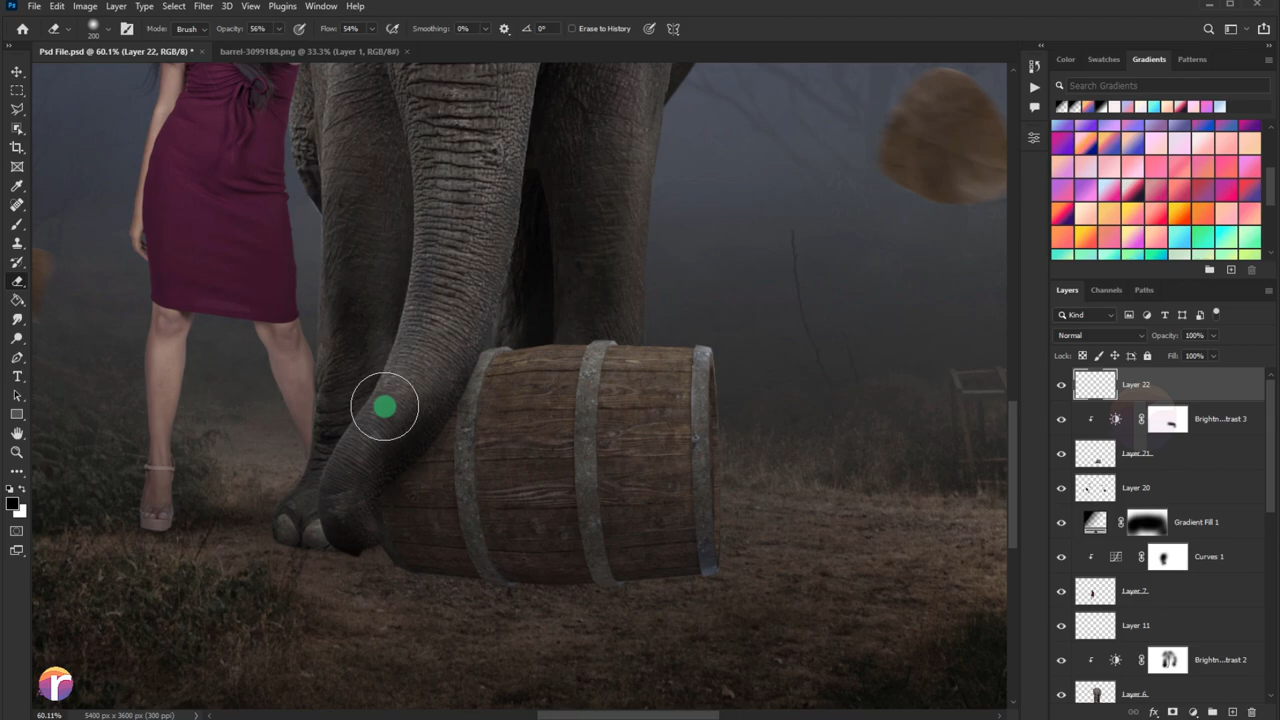 Ps File Edit Image Layer Type Select Filter 3D View Plugins Window Help
200 Mode: Brush Opacity: 56% Flow: 54% Smoothing: 0% 0° Erase to History
Psd File.psd @ 60.1% (Layer 22, RGB/8) * × barrel-3099188.png @ 33.3% (Layer 1, RGB/8#) ×
Color Swatches Gradients Patterns
Search Gradients
Layers Channels Paths
Kind
Normal Opacity: 100%
Lock: Fill: 100%
Layer 22
Brightn...trast 3
Layer 21
Layer 20
Gradient Fill 1
Curves 1
Layer 7
Layer 11
Brightn...trast 2
Layer 6
r
60.11% 5400 px x 3600 px (300 ppi)
fx